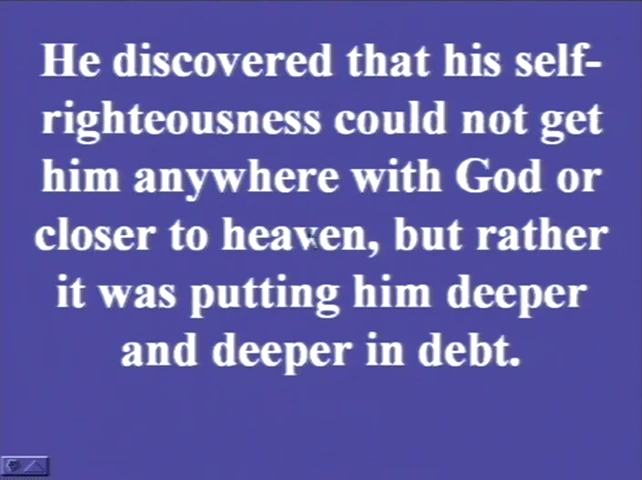 He discovered that his self-
righteousness could not get
him anywhere with God or
closer to heaven, but rather
it was putting him deeper
and deeper in debt.